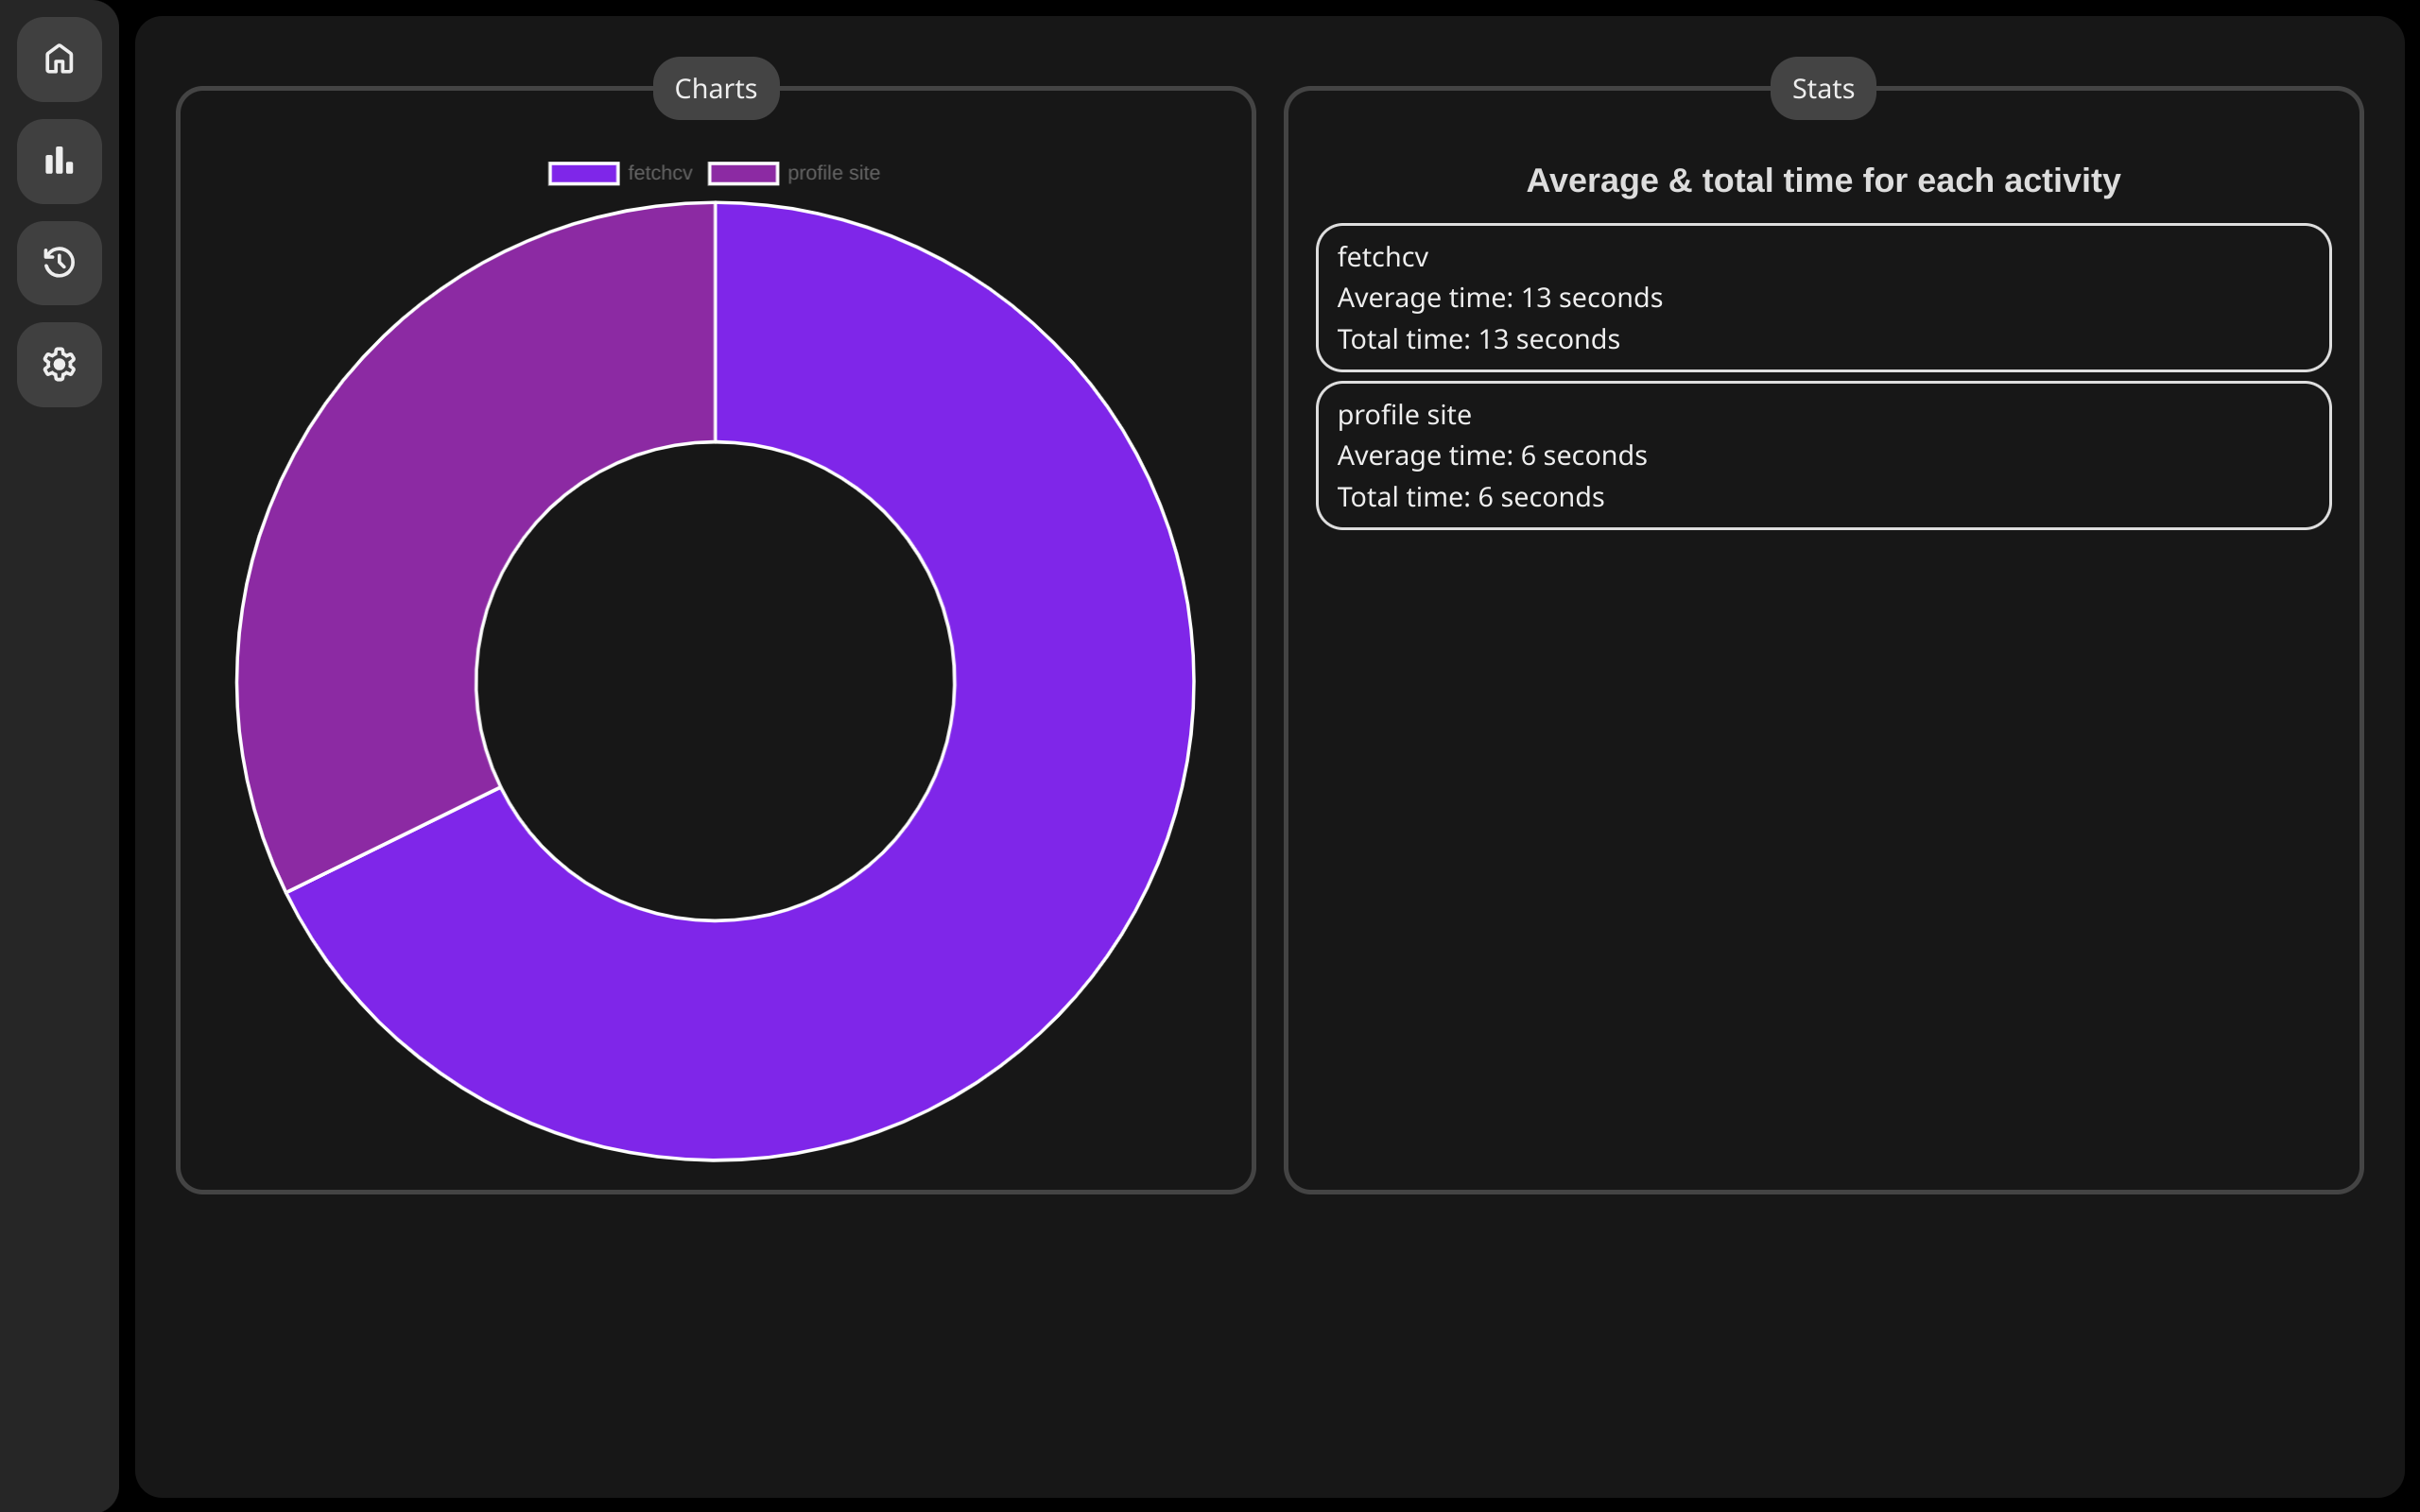 Charts
fetchcv
profile site
Stats
Average & total time for each activity
fetchcv
Average time: 13 seconds
Total time: 13 seconds
profile site
Average time: 6 seconds
Total time: 6 seconds